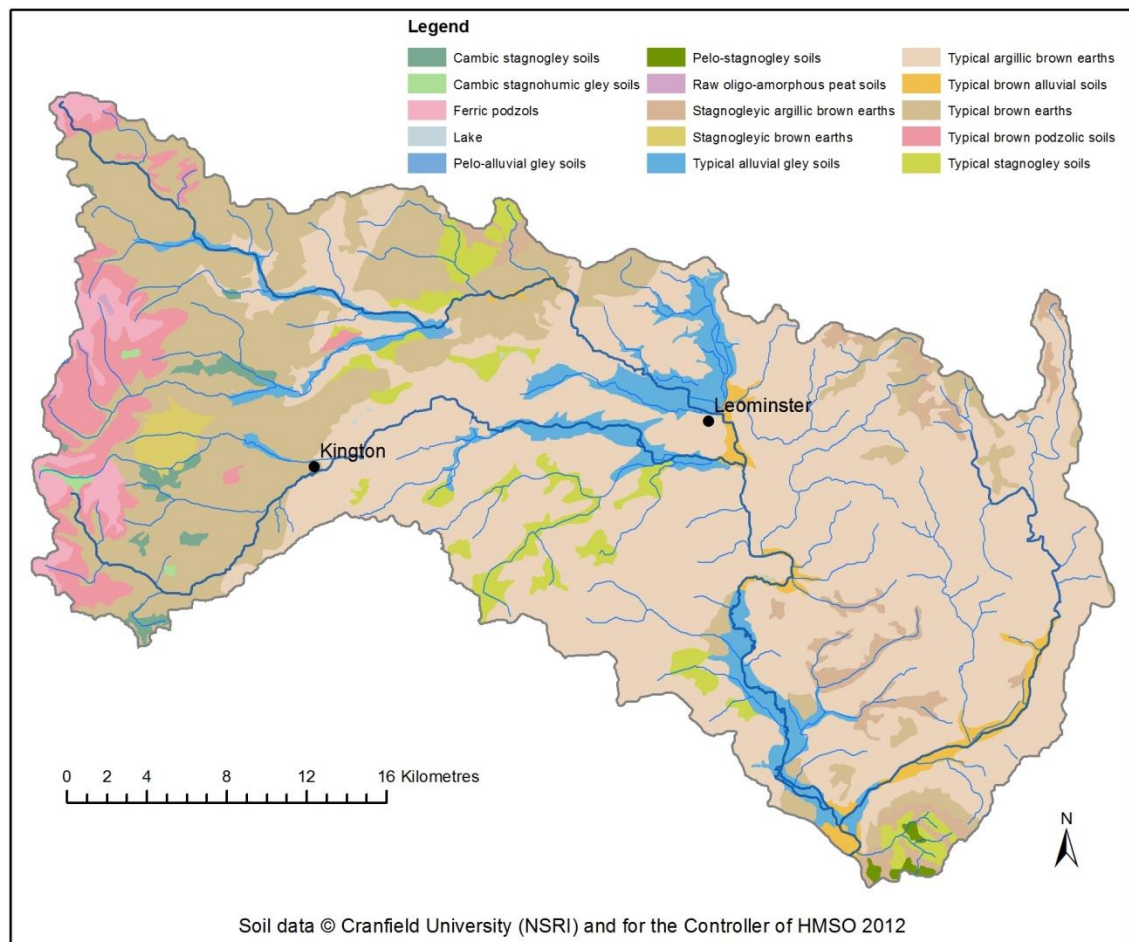 Legend
Cambic stagnogley soils
Cambic stagnohumic gley soils
Ferric podzols
Lake
Pelo-alluvial gley soils
Pelo-stagnogley soils
Raw oligo-amorphous peat soils
Stagnogleyic argillic brown earths
Stagnogleyic brown earths
Typical alluvial gley soils
Typical argillic brown earths
Typical brown alluvial soils
Typical brown earths
Typical brown podzolic soils
Typical stagnogley soils
Leominster
Kington
0 2 4 8 12 16 Kilometres
N
Soil data © Cranfield University (NSRI) and for the Controller of HMSO 2012